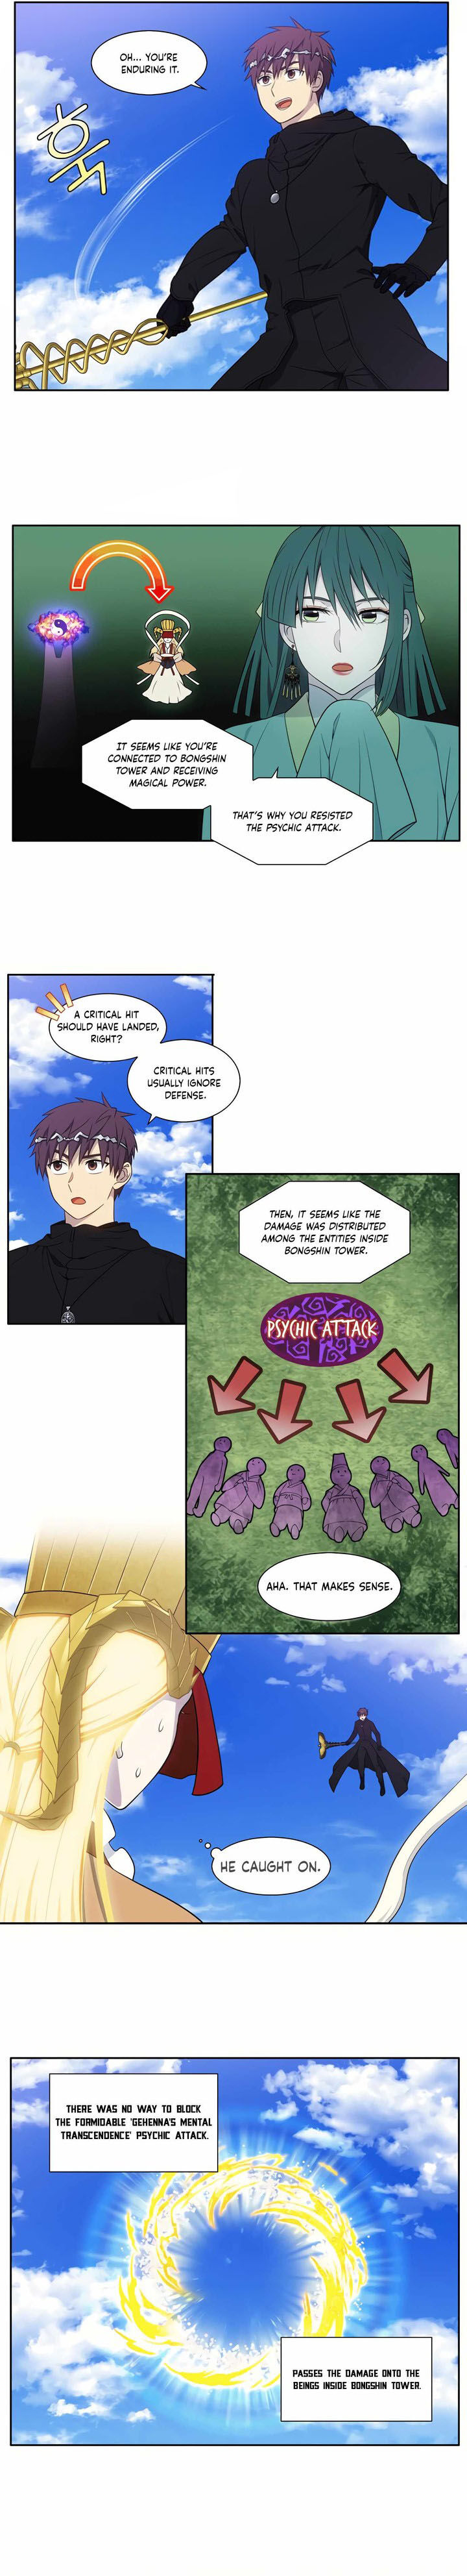 OH... YOU'RE
ENDURING IT.
훅
IT SEEMS LIKE YOU'RE
CONNECTED TO BONGSHIN
TOWER AND RECEIVING
MAGICAL POWER.
THAT'S WHY YOU RESISTED
THE PSYCHIC ATTACK.
A CRITICAL HIT
SHOULD HAVE LANDED,
RIGHT?
CRITICAL HITS
USUALLY IGNORE
DEFENSE.
THEN, IT SEEMS LIKE THE
DAMAGE WAS DISTRIBUTED
AMONG THE ENTITIES INSIDE
BONGSHIN TOWER.
PSYCHIC ATTACK
AHA. THAT MAKES SENSE.
HE CAUGHT ON.
THERE WAS NO WAY TO BLOCK
THE FORMIDABLE 'GEHENNA'S MENTAL
TRANSCENDENCE' PSYCHIC ATTACK.
PASSES THE DAMAGE ONTO THE
BEINGS INSIDE BONGSHIN TOWER.